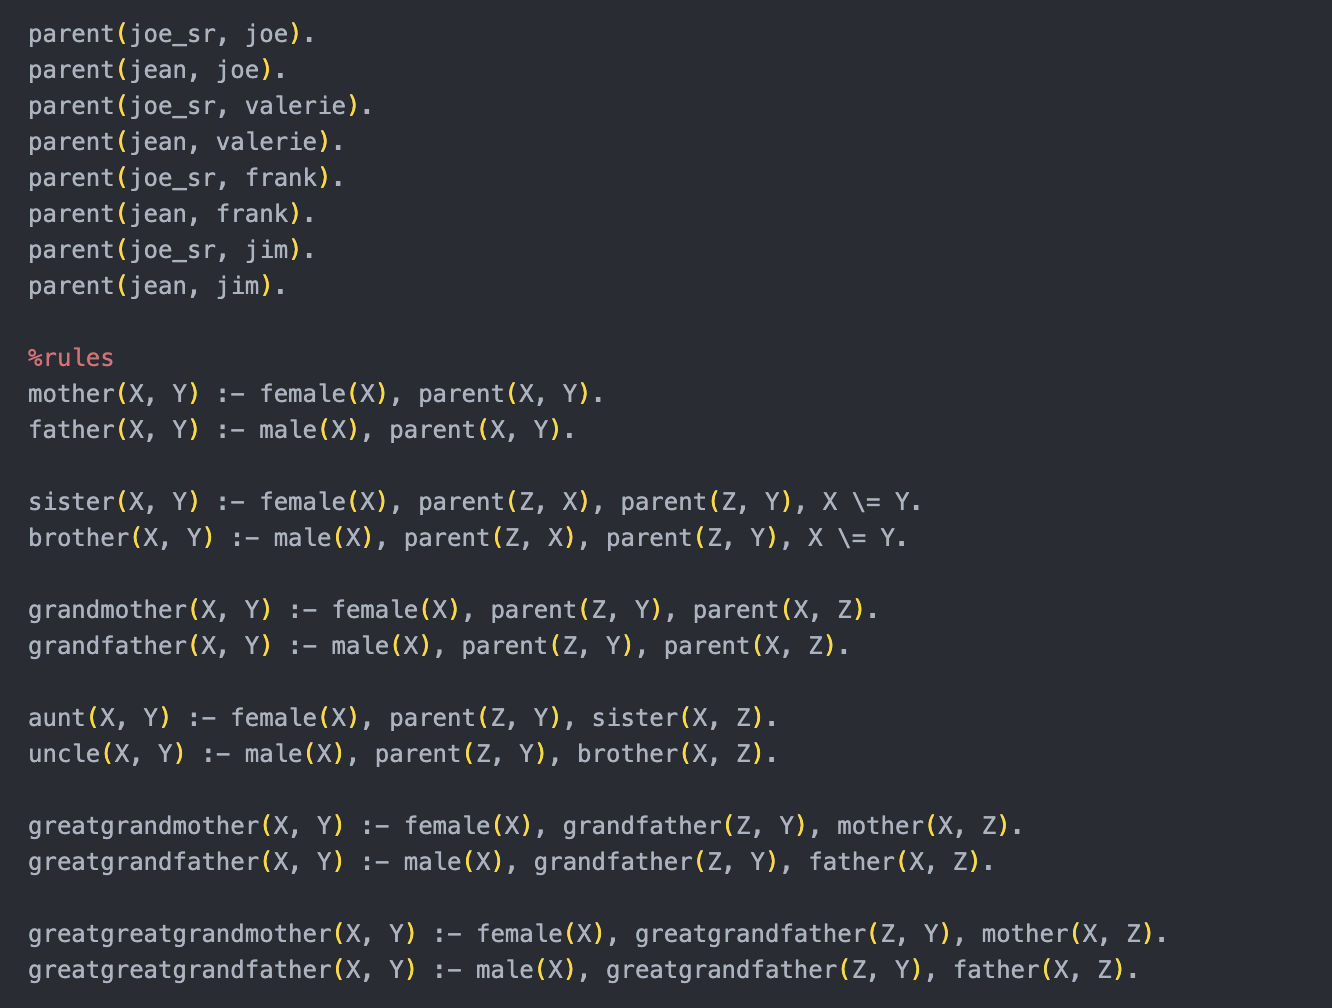 parent(joe_sr, joe).
parent(jean, joe).
parent(joe_sr, valerie).
parent(jean, valerie).
parent(joe_sr, frank).
parent(jean, frank).
parent(joe_sr, jim).
parent(jean, jim).
%rules
mother(X, Y) :- female(X), parent(X, Y).
father(X, Y) :- male(X), parent(X, Y).
sister(X, Y) :- female(X), parent(Z, X), parent(Z, Y), X \= Y.
brother(X, Y) :- male(X), parent(Z, X), parent(Z, Y), X \= Y.
grandmother(X, Y) :- female(X), parent(Z, Y), parent(X, Z).
grandfather(X, Y) :- male(X), parent(Z, Y), parent(X, Z).
aunt(X, Y) :- female(X), parent(Z, Y), sister(X, Z).
uncle(X, Y) :- male(X), parent(Z, Y), brother(X, Z).
greatgrandmother(X, Y) :- female(X), grandfather(Z, Y), mother(X, Z).
greatgrandfather(X, Y) :- male(X), grandfather(Z, Y), father(X, Z).
greatgreatgrandmother(X, Y) :- female(X), greatgrandfather(Z, Y), mother(X, Z).
greatgreatgrandfather(X, Y) :- male(X), greatgrandfather(Z, Y), father(X, Z).